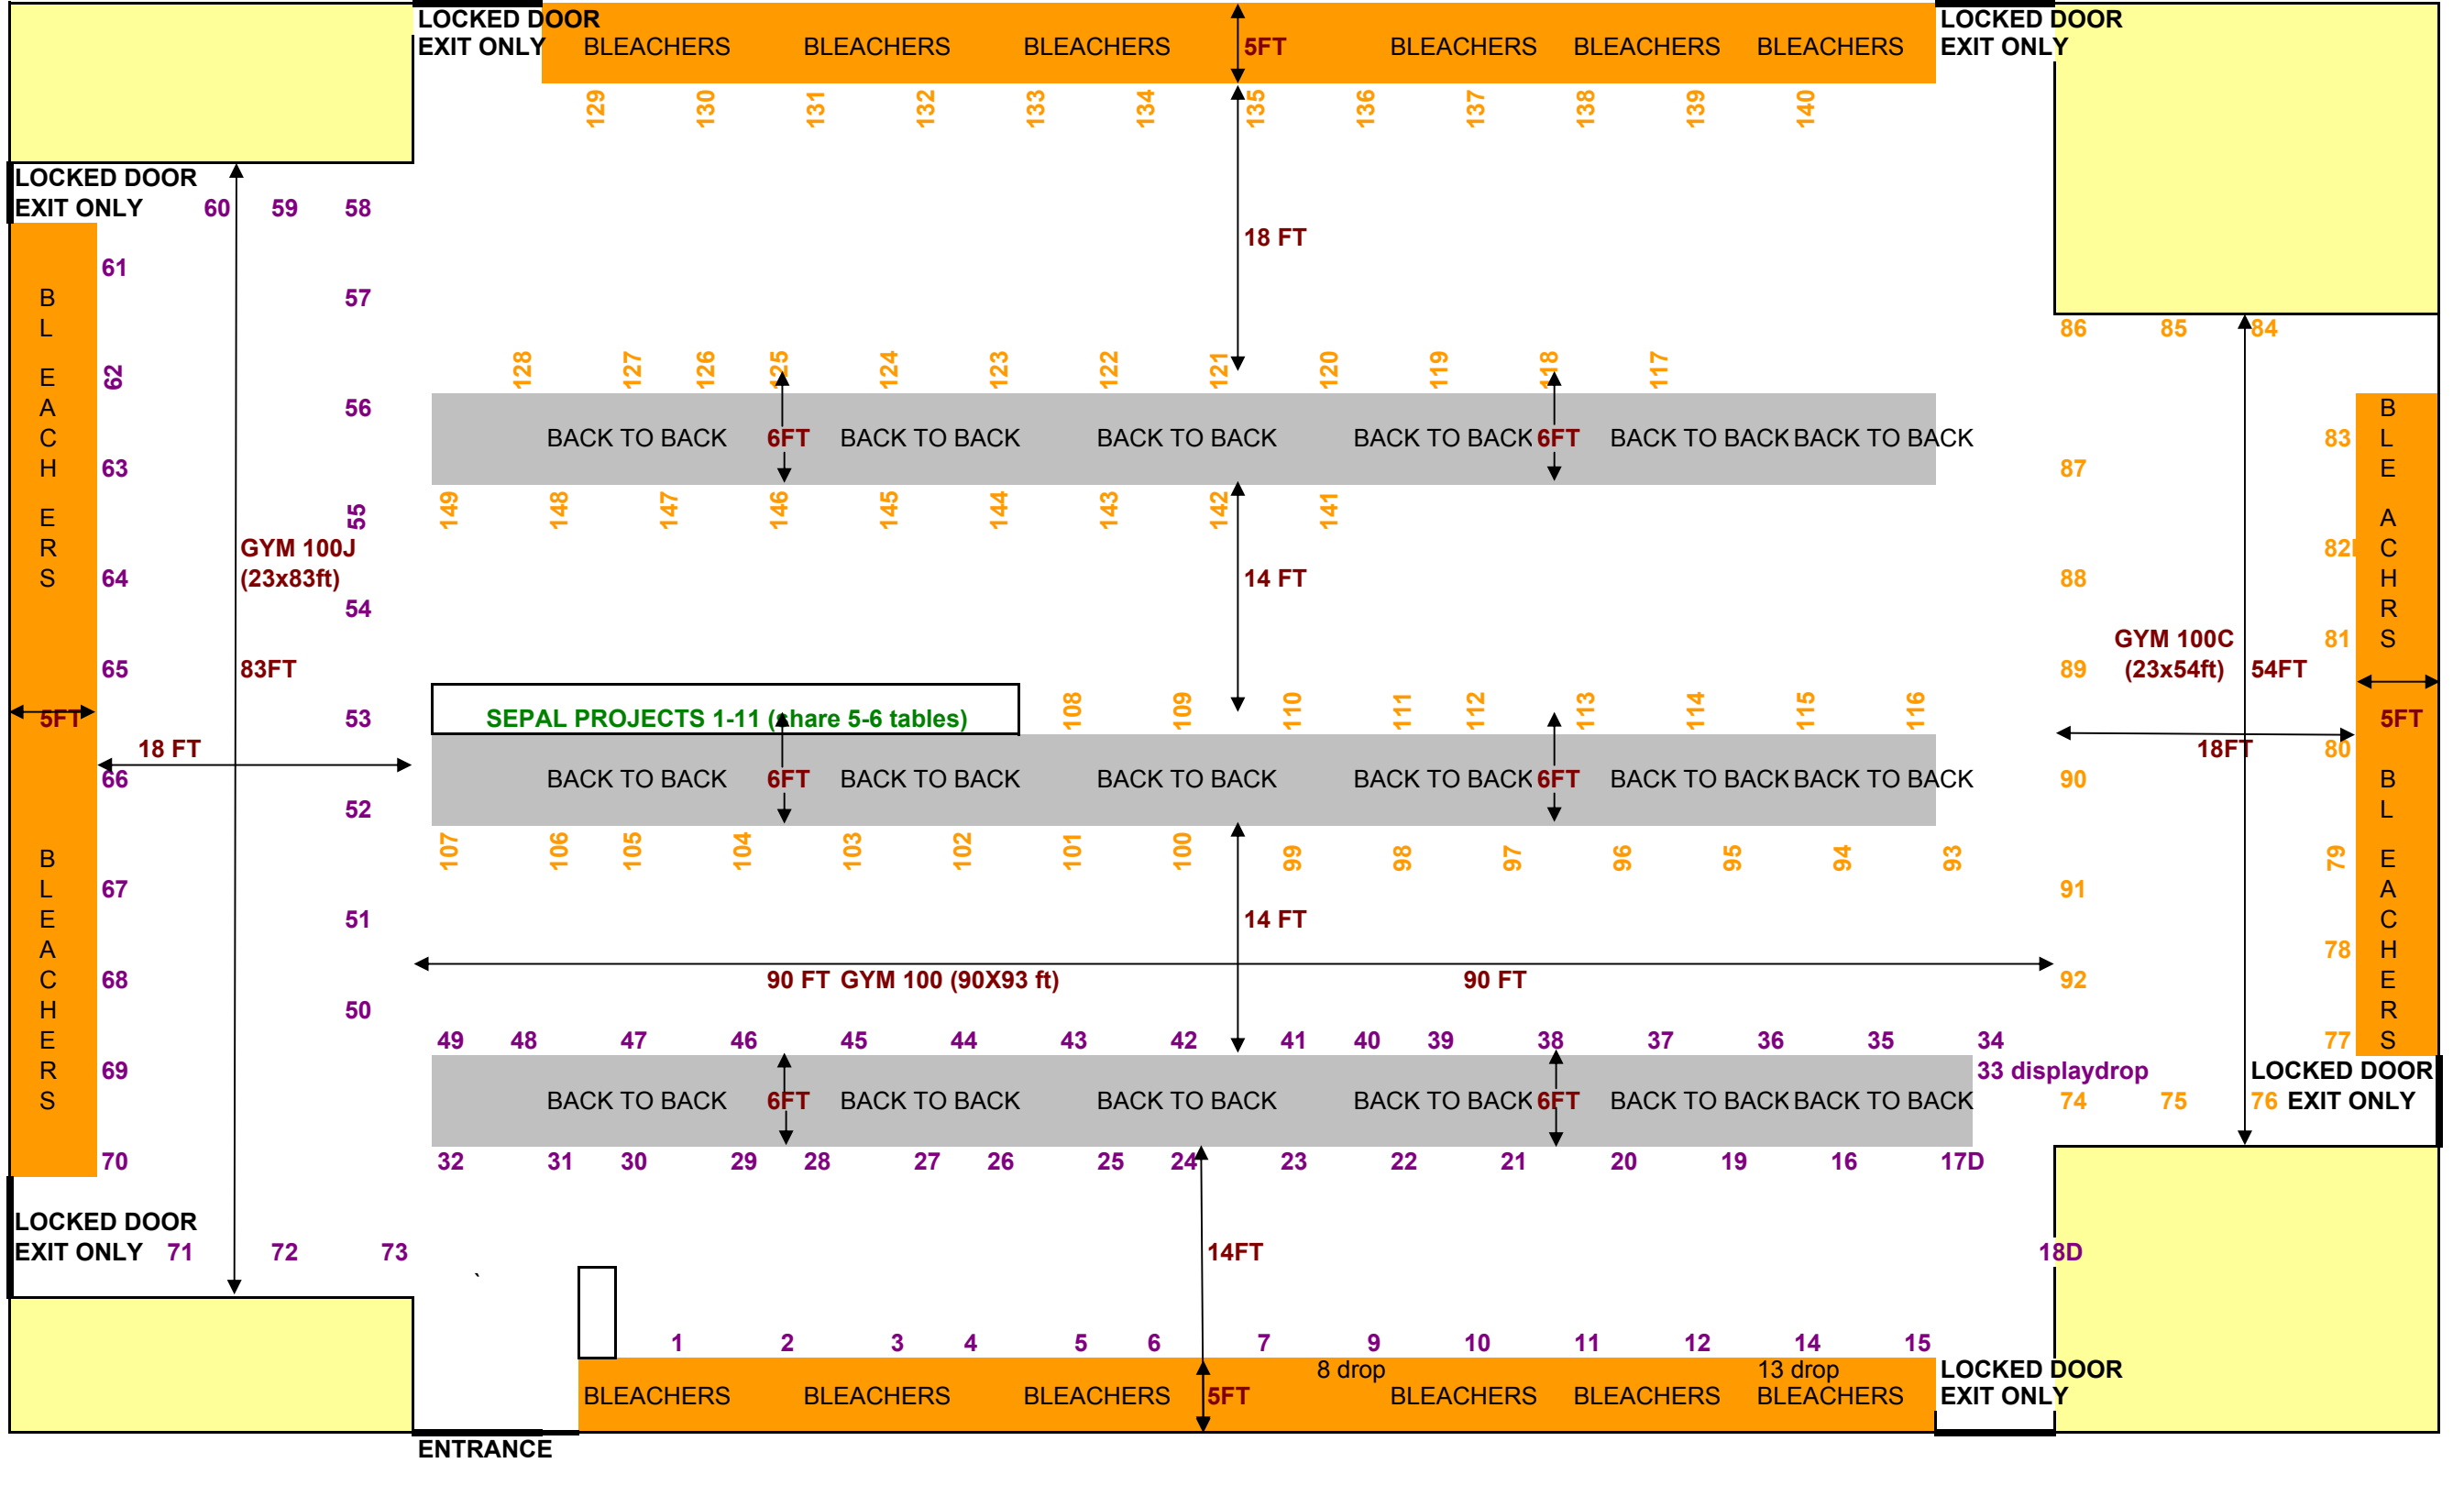 LOCKED DOOR
EXIT ONLY
BLEACHERS BLEACHERS BLEACHERS 5FT BLEACHERS BLEACHERS BLEACHERS
LOCKED DOOR
EXIT ONLY
129 130 131 132 133 134 135 136 137 138 139 140
LOCKED DOOR
EXIT ONLY 60 59 58
18 FT
61
57
86 85 84
128 127 126 125 124 123 122 121 120 119 118 117
62
56
BACK TO BACK 6FT BACK TO BACK BACK TO BACK BACK TO BACK 6FT BACK TO BACK BACK TO BACK
83
63
87
149 148 147 146 145 144 143 142 141
55
GYM 100J
(23x83ft)
82
64
14 FT
88
54
GYM 100C
(23x54ft) 54FT
81
65
83FT
89
108 109 110 111 112 113 114 115 116
SEPAL PROJECTS 1-11 (share 5-6 tables)
5FT
53
5FT
18 FT
18FT
80
66
BACK TO BACK 6FT BACK TO BACK BACK TO BACK BACK TO BACK 6FT BACK TO BACK BACK TO BACK
90
52
107 106 105 104 103 102 101 100 99 98 97 96 95 94 93
79
67
91
51
14 FT
78
68
90 FT GYM 100 (90X93 ft) 90 FT
92
50
49 48 47 46 45 44 43 42 41 40 39 38 37 36 35 34
77
69
33 displaydrop
LOCKED DOOR
EXIT ONLY
BACK TO BACK 6FT BACK TO BACK BACK TO BACK BACK TO BACK 6FT BACK TO BACK BACK TO BACK
74 75 76
70
32 31 30 29 28 27 26 25 24 23 22 21 20 19 16 17D
LOCKED DOOR
EXIT ONLY 71 72 73
14FT
18D
`
1 2 3 4 5 6 7 9 10 11 12 14 15
8 drop 13 drop
BLEACHERS BLEACHERS BLEACHERS 5FT BLEACHERS BLEACHERS BLEACHERS
LOCKED DOOR
EXIT ONLY
ENTRANCE
BL EACH ERS
BLEACHERS
BLE ACHRS
BL EACHERS